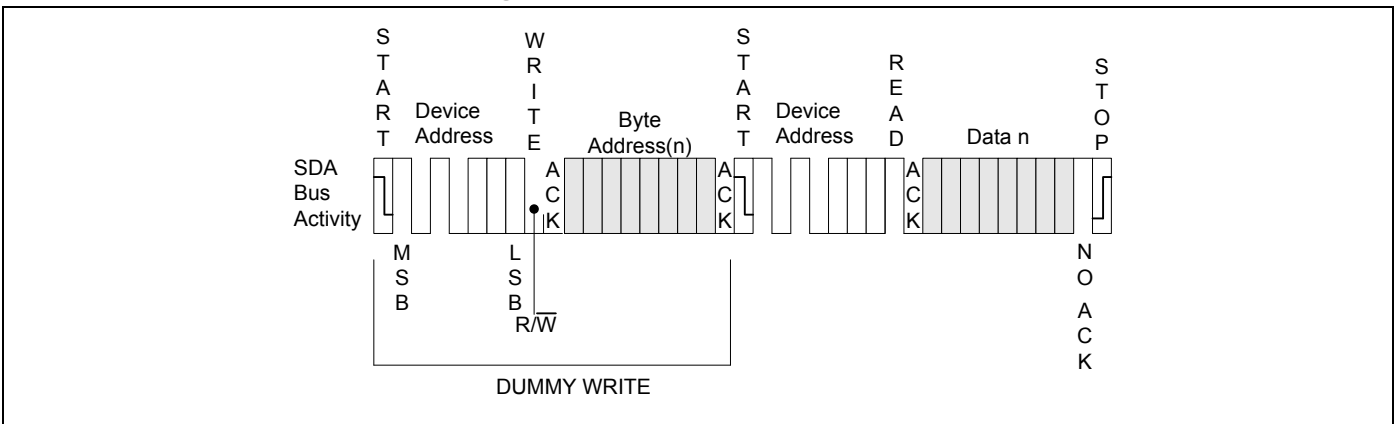 START
WRITE
START
READ
STOP
Device
Address
Byte
Address(n)
Device
Address
Data n
SDA
Bus
Activity
ACK
ACK
ACK
MSB
LSB
R/W̅
NO ACK
DUMMY WRITE